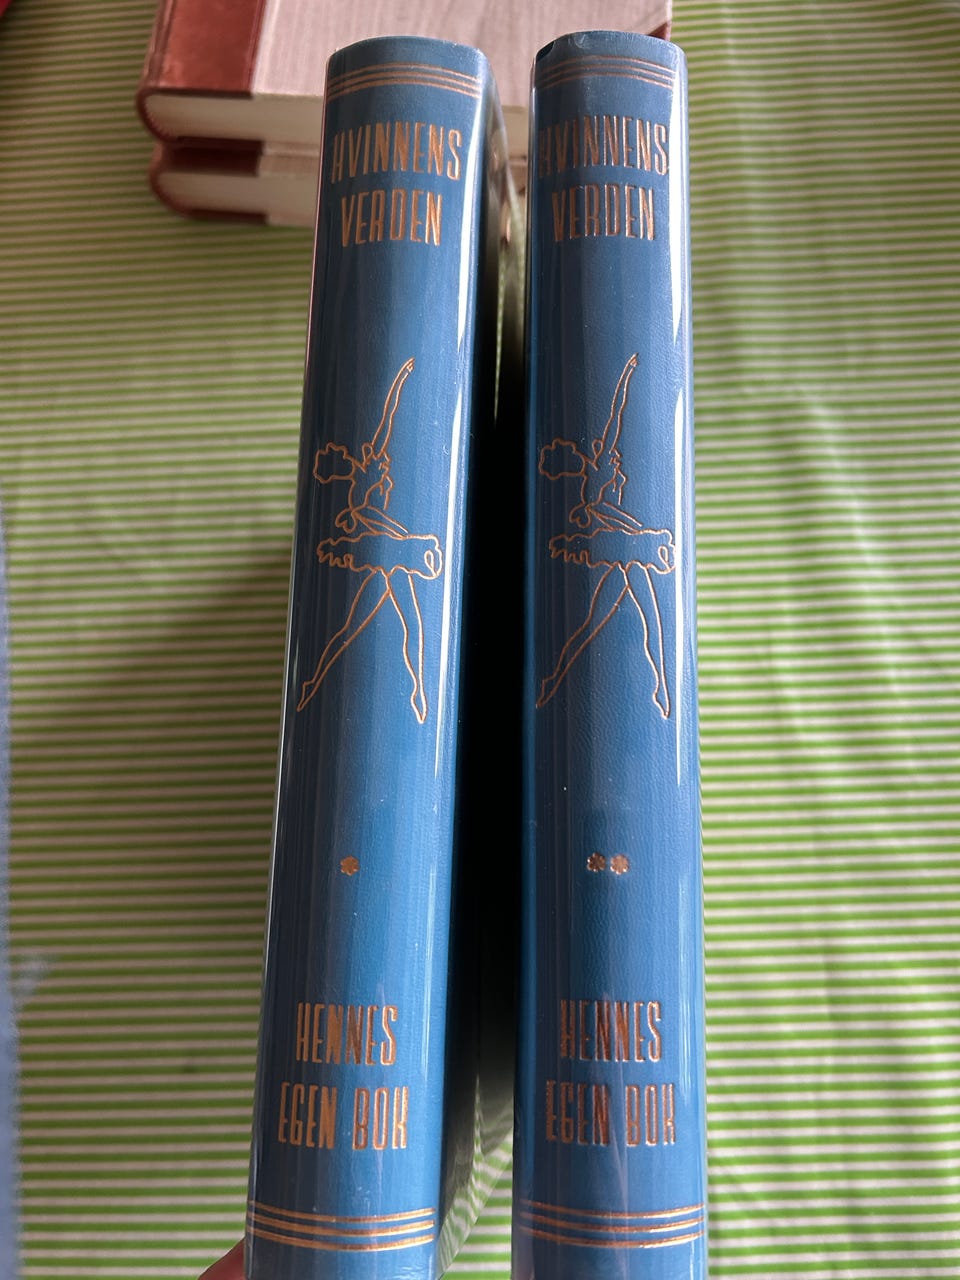 KVINNENS
VERDEN
*
HENNES
EGEN BOK
KVINNENS
VERDEN
**
HENNES
EGEN BOK